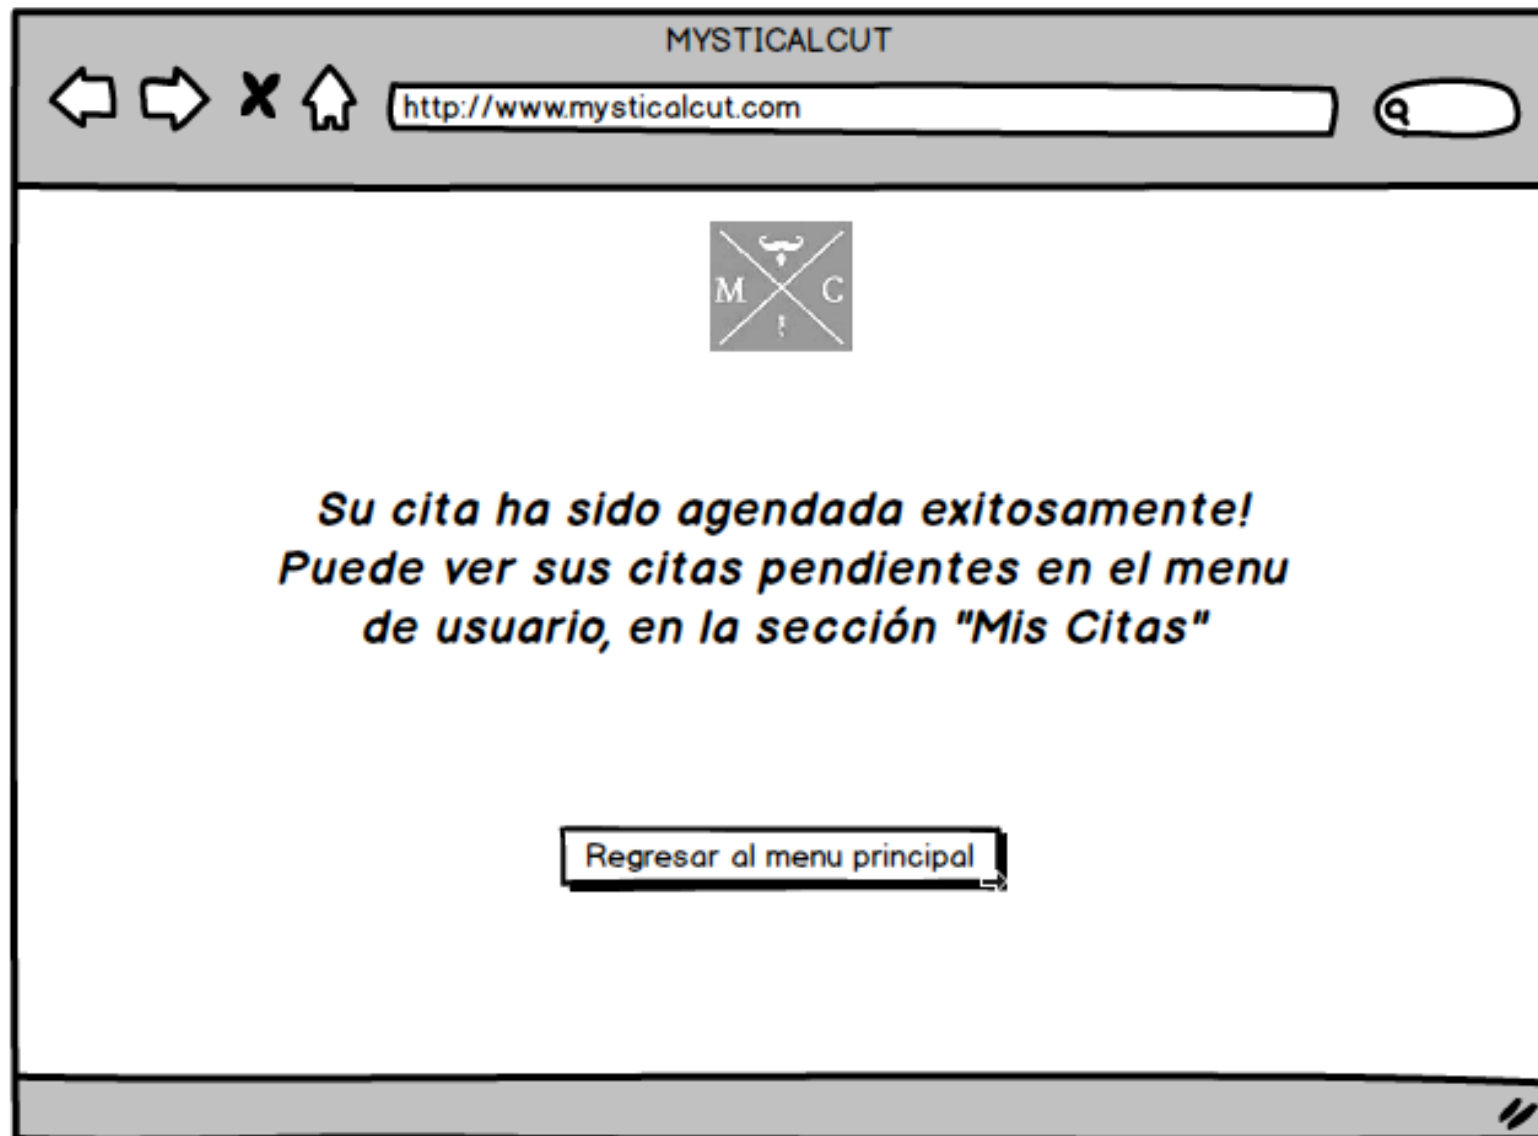 MYSTICALCUT
http://www.mysticalcut.com
M C
Su cita ha sido agendada exitosamente!
Puede ver sus citas pendientes en el menu
de usuario, en la sección "Mis Citas"
Regresar al menu principal